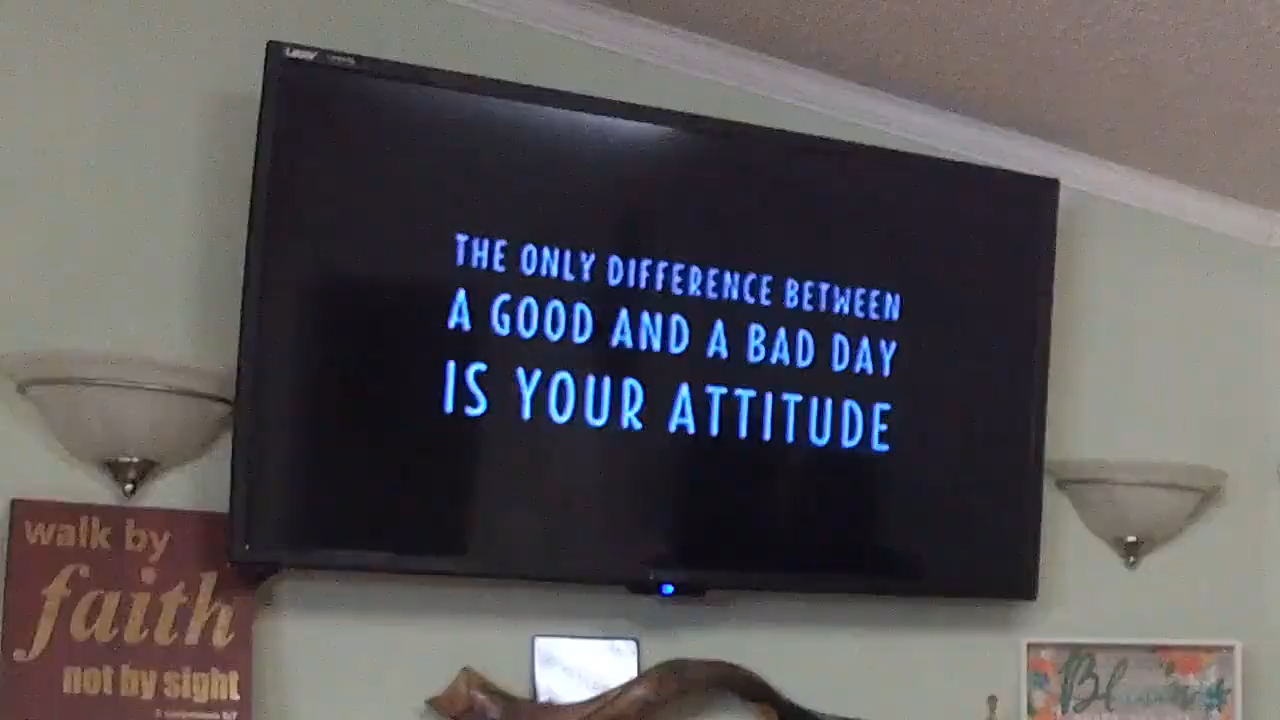 THE ONLY DIFFERENCE BETWEEN
A GOOD AND A BAD DAY
IS YOUR ATTITUDE
walk by
faith
not by sight